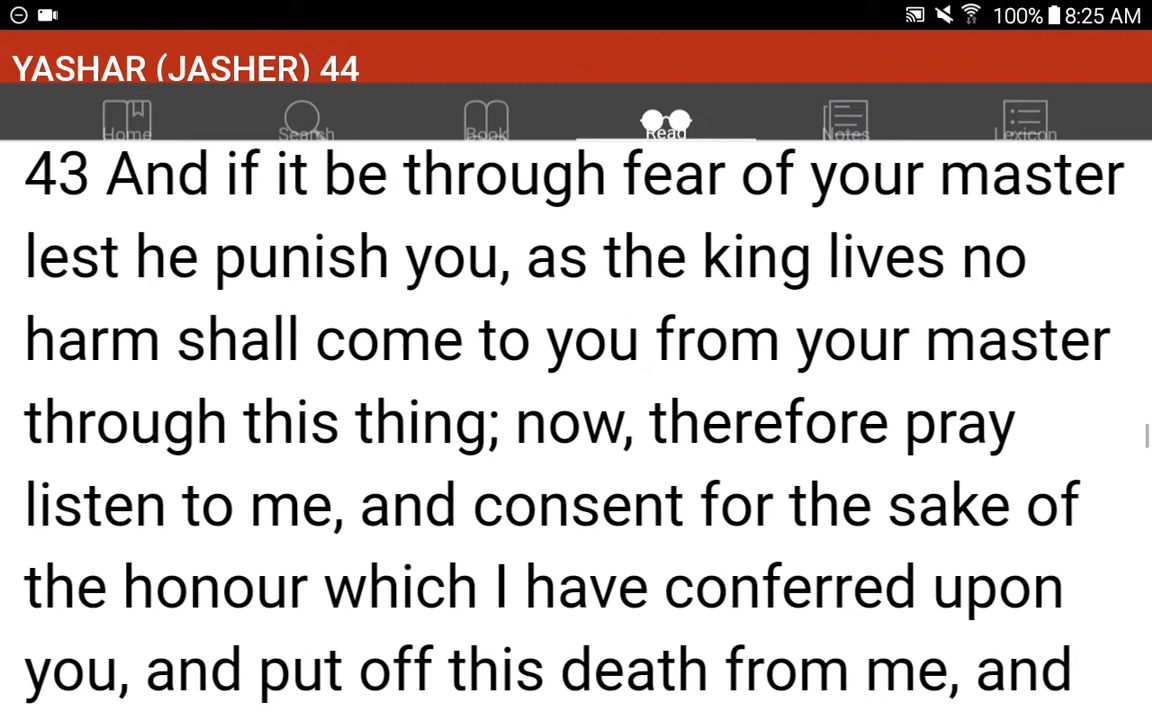 100% 8:25 AM
YASHAR (JASHER) 44
Home Search Book Read Notes Lexicon
43 And if it be through fear of your master
lest he punish you, as the king lives no
harm shall come to you from your master
through this thing; now, therefore pray
listen to me, and consent for the sake of
the honour which I have conferred upon
you, and put off this death from me, and